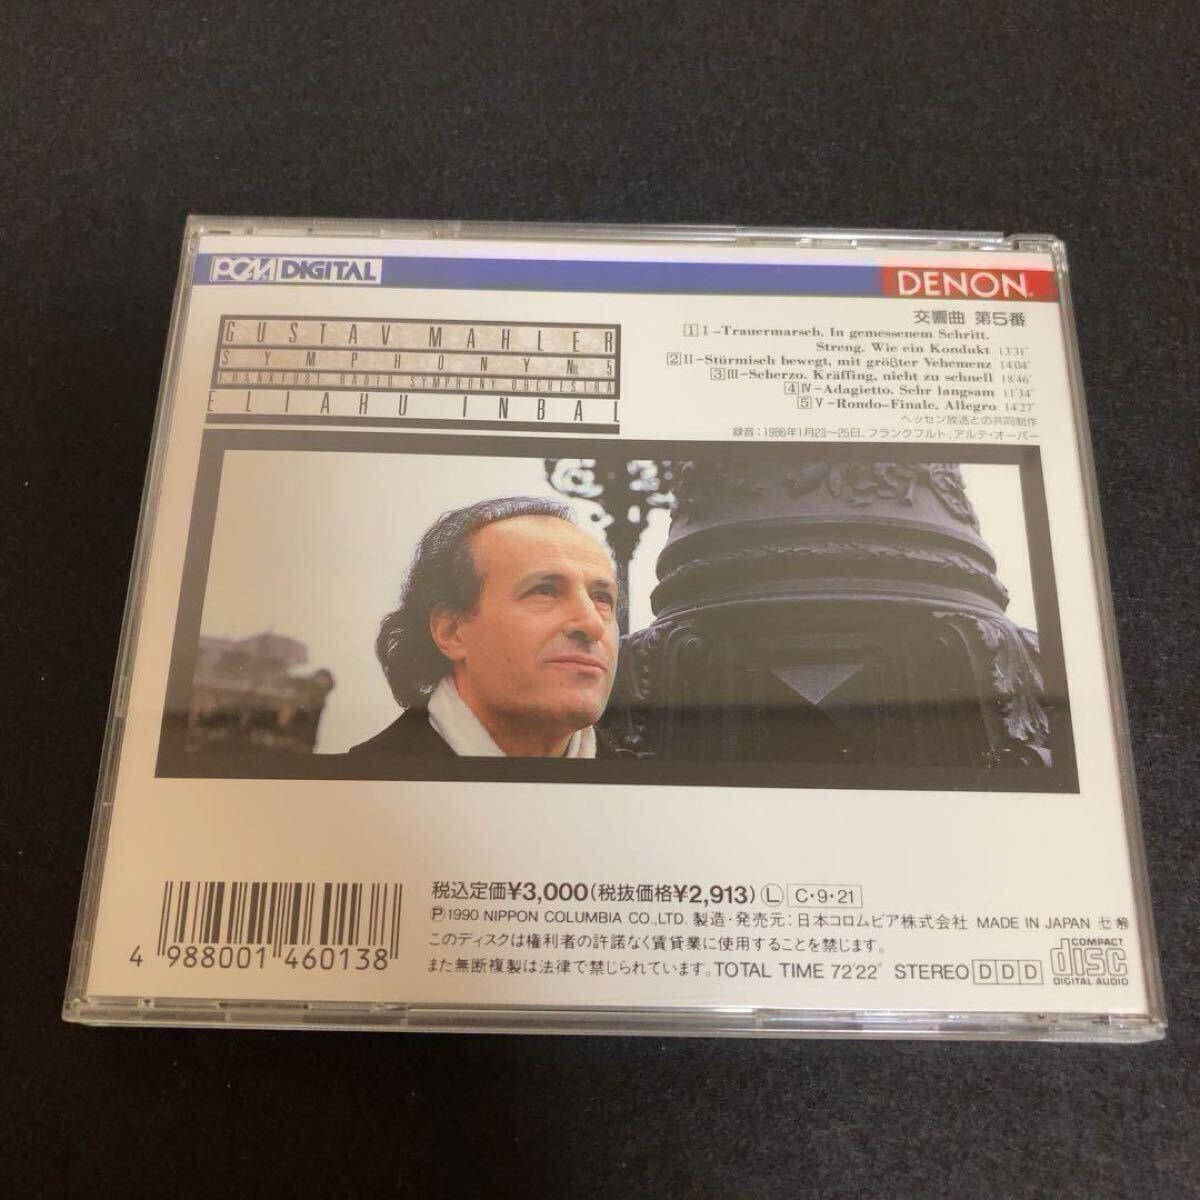 PCM DIGITAL
DENON
GUSTAV MAHLER
SYMPHONY No.5
FRANKFURT RADIO SYMPHONY ORCHESTRA
ELIAHU INBAL
交響曲 第5番
1 I-Trauermarsch. In gemessenem Schritt.
Streng. Wie ein Kondukt 13'31"
2 II-Stürmisch bewegt, mit größter Vehemenz 14'04"
3 III-Scherzo. Kräffing, nicht zu schnell 18'46"
4 IV-Adagietto. Sehr langsam 11'34"
5 V-Rondo-Finale. Allegro 14'27"
ヘッセン放送との共同制作
録音:1986年1月23〜25日、フランクフルト、アルテ・オーパー
税込定価¥3,000(税抜価格¥2,913) Ⓛ C・9・21
Ⓟ1990 NIPPON COLUMBIA CO.,LTD. 製造・発売元:日本コロムビア株式会社 MADE IN JAPAN
このディスクは権利者の許諾なく賃貸業に使用することを禁じます。
また無断複製は法律で禁じられています。TOTAL TIME 72'22" STEREO DDD
COMPACT
disc
DIGITAL AUDIO
4 988001 460138